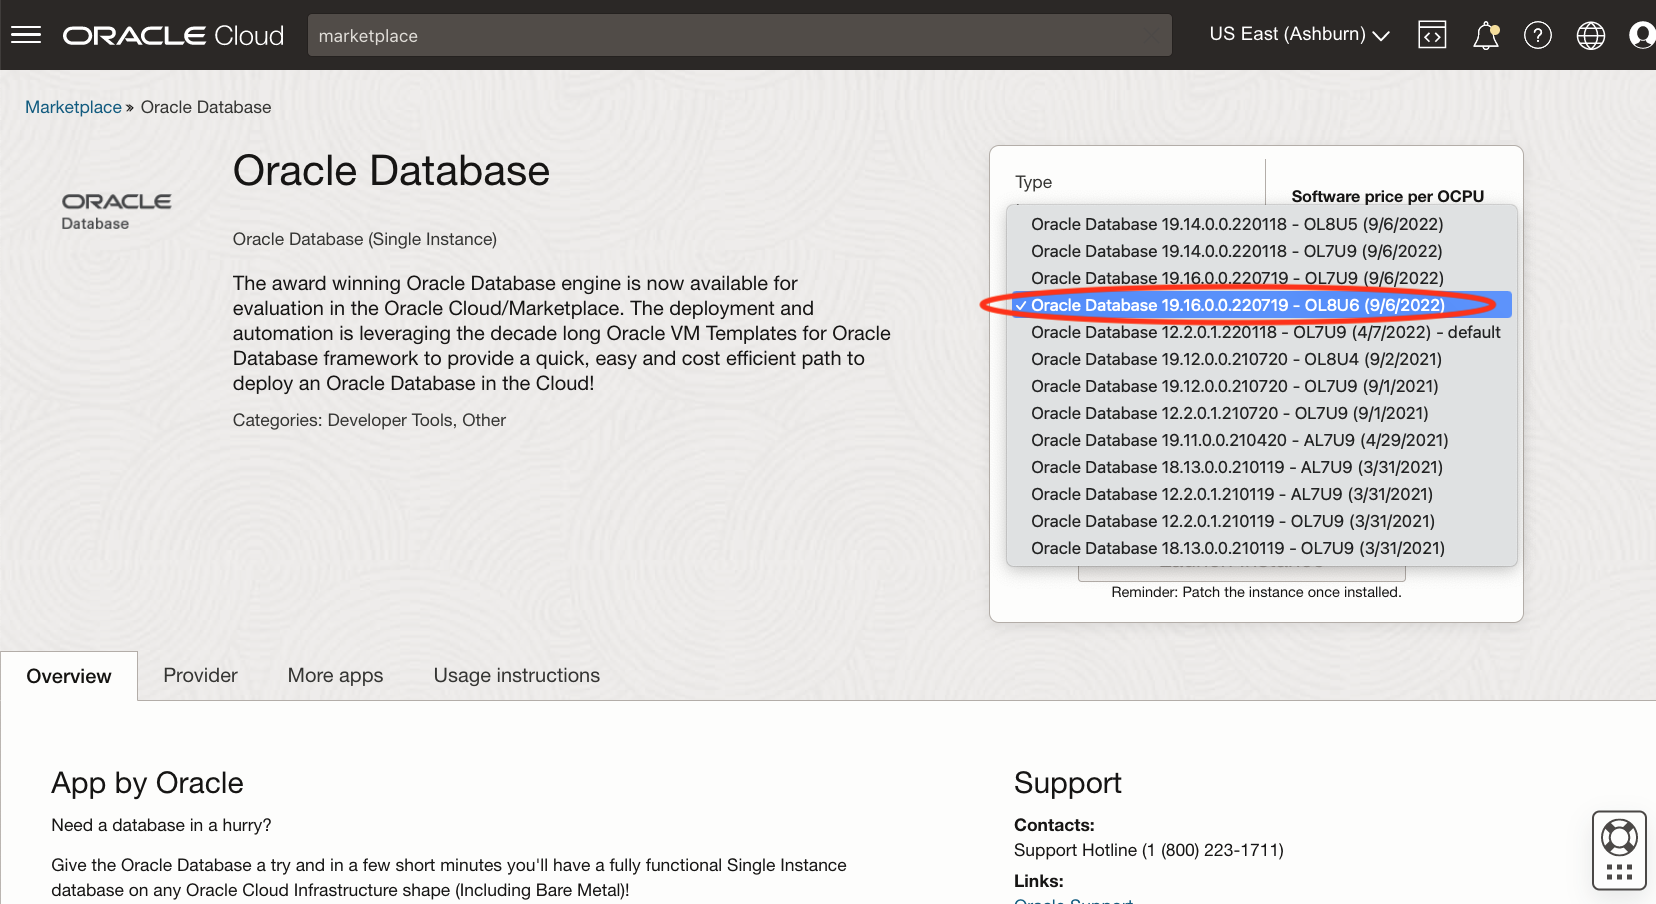 ORACLE Cloud
marketplace
US East (Ashburn)
Marketplace » Oracle Database
ORACLE
Database
Oracle Database
Oracle Database (Single Instance)
The award winning Oracle Database engine is now available for
evaluation in the Oracle Cloud/Marketplace. The deployment and
automation is leveraging the decade long Oracle VM Templates for Oracle
Database framework to provide a quick, easy and cost efficient path to
deploy an Oracle Database in the Cloud!
Categories: Developer Tools, Other
Type
Software price per OCPU
Oracle Database 19.14.0.0.220118 - OL8U5 (9/6/2022)
Oracle Database 19.14.0.0.220118 - OL7U9 (9/6/2022)
Oracle Database 19.16.0.0.220719 - OL7U9 (9/6/2022)
✓ Oracle Database 19.16.0.0.220719 - OL8U6 (9/6/2022)
Oracle Database 12.2.0.1.220118 - OL7U9 (4/7/2022) - default
Oracle Database 19.12.0.0.210720 - OL8U4 (9/2/2021)
Oracle Database 19.12.0.0.210720 - OL7U9 (9/1/2021)
Oracle Database 12.2.0.1.210720 - OL7U9 (9/1/2021)
Oracle Database 19.11.0.0.210420 - AL7U9 (4/29/2021)
Oracle Database 18.13.0.0.210119 - AL7U9 (3/31/2021)
Oracle Database 12.2.0.1.210119 - AL7U9 (3/31/2021)
Oracle Database 12.2.0.1.210119 - OL7U9 (3/31/2021)
Oracle Database 18.13.0.0.210119 - OL7U9 (3/31/2021)
Reminder: Patch the instance once installed.
Overview
Provider
More apps
Usage instructions
App by Oracle
Need a database in a hurry?
Give the Oracle Database a try and in a few short minutes you'll have a fully functional Single Instance
database on any Oracle Cloud Infrastructure shape (Including Bare Metal)!
Support
Contacts:
Support Hotline (1 (800) 223-1711)
Links:
Oracle Support